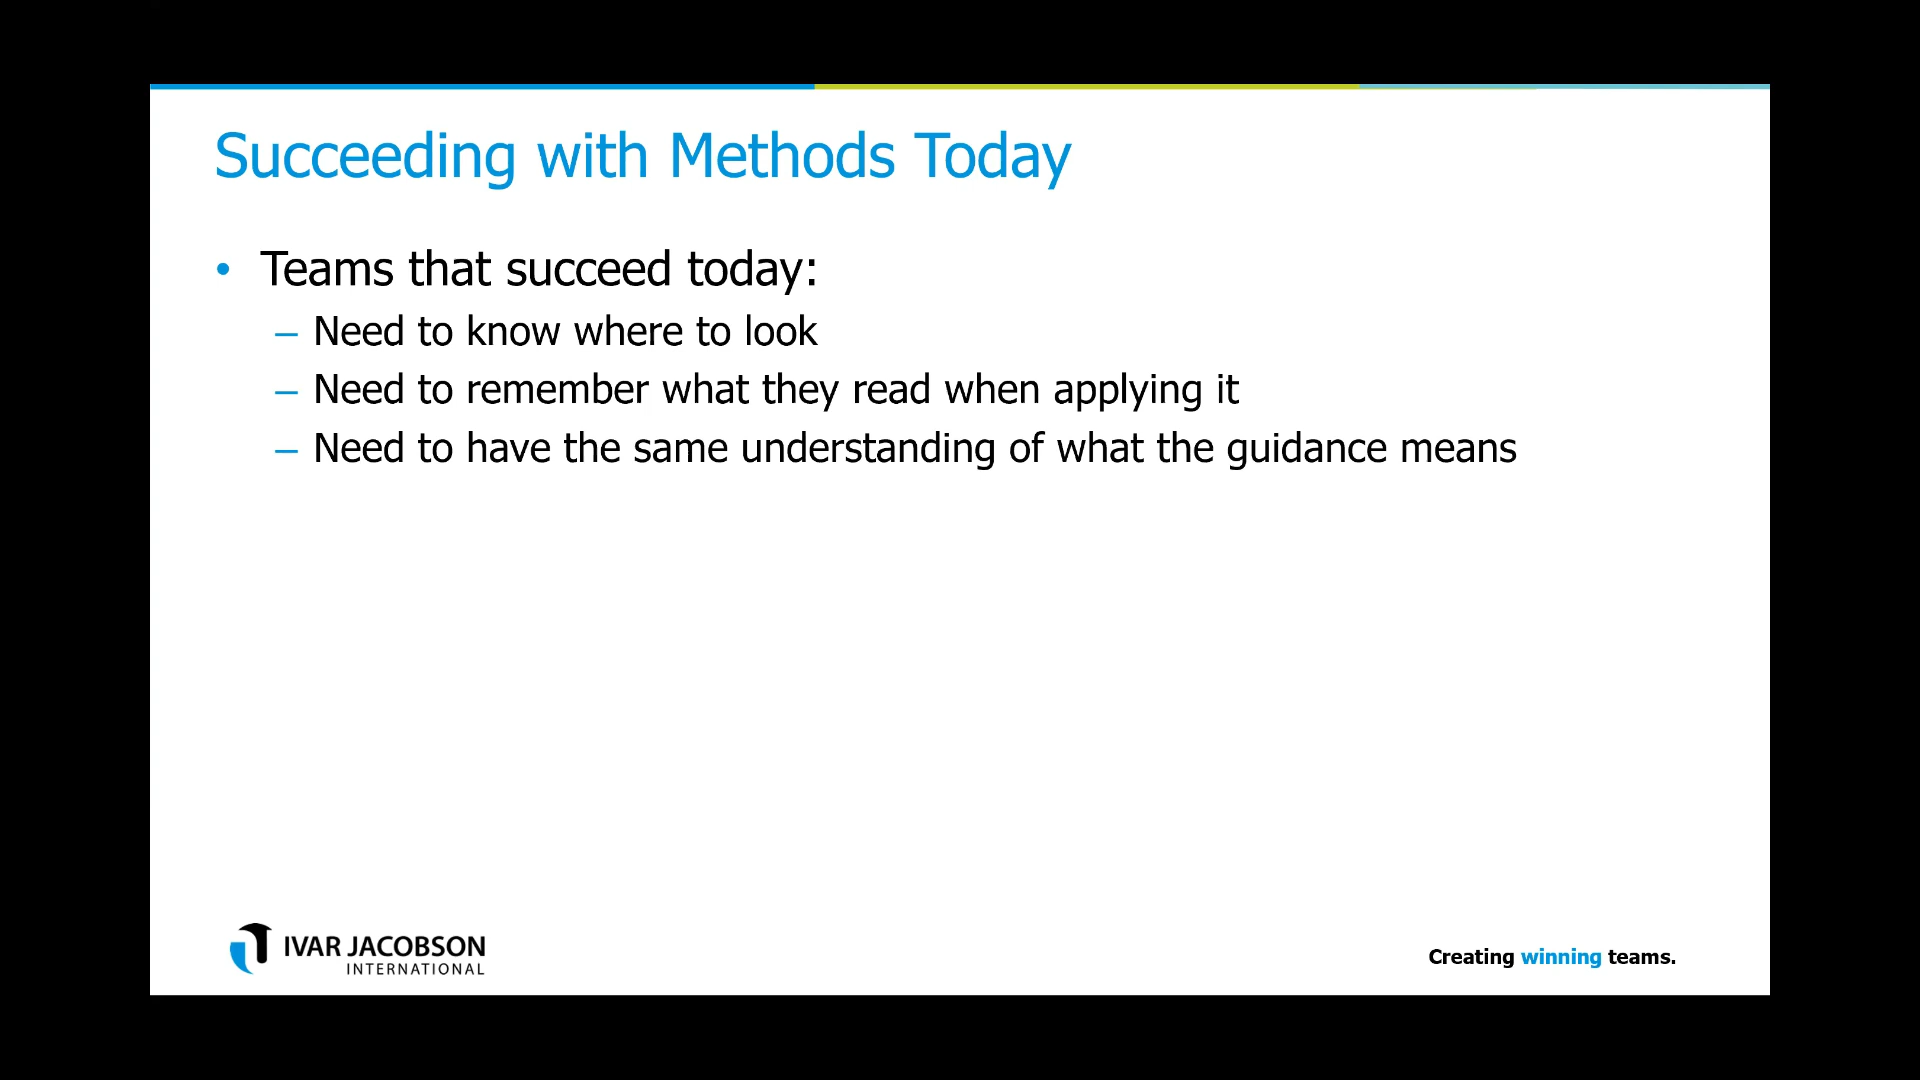 Succeeding with Methods Today
• Teams that succeed today:
– Need to know where to look
– Need to remember what they read when applying it
– Need to have the same understanding of what the guidance means
IVAR JACOBSON
INTERNATIONAL
Creating winning teams.